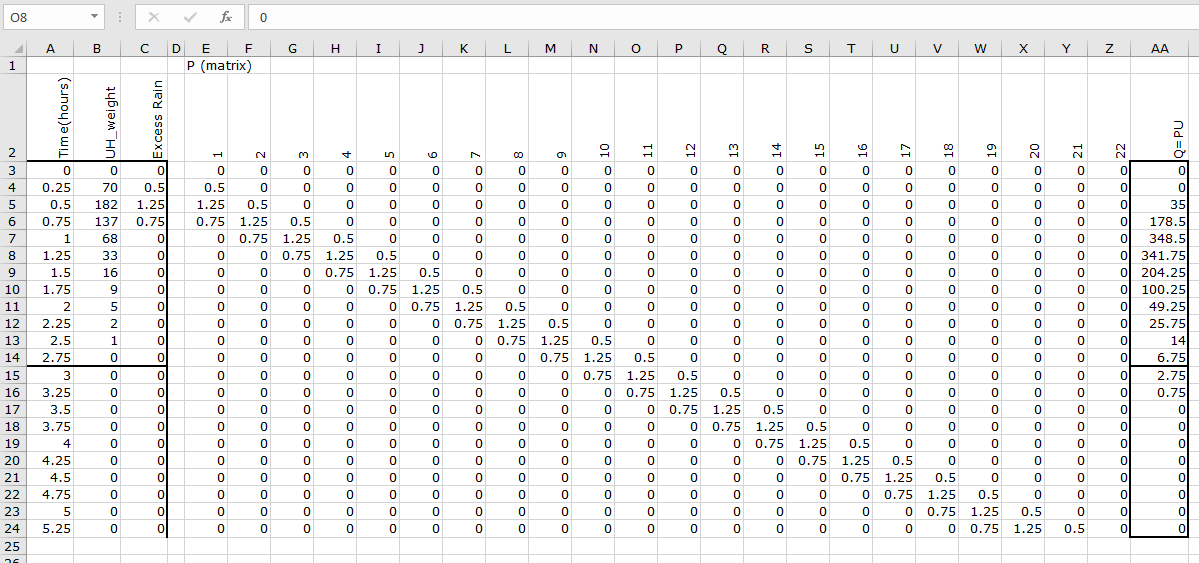 O8 fx 0
A B C D E F G H I J K L M N O P Q R S T U V W X Y Z AA
1 P (matrix)
2 Time(hours) UH_weight Excess Rain 1 2 3 4 5 6 7 8 9 10 11 12 13 14 15 16 17 18 19 20 21 22 Q=PU
3 0 0 0 0 0 0 0 0 0 0 0 0 0 0 0 0 0 0 0 0 0 0 0 0 0 0
4 0.25 70 0.5 0.5 0 0 0 0 0 0 0 0 0 0 0 0 0 0 0 0 0 0 0 0 0 0
5 0.5 182 1.25 1.25 0.5 0 0 0 0 0 0 0 0 0 0 0 0 0 0 0 0 0 0 0 0 35
6 0.75 137 0.75 0.75 1.25 0.5 0 0 0 0 0 0 0 0 0 0 0 0 0 0 0 0 0 0 0 178.5
7 1 68 0 0 0.75 1.25 0.5 0 0 0 0 0 0 0 0 0 0 0 0 0 0 0 0 0 0 348.5
8 1.25 33 0 0 0 0.75 1.25 0.5 0 0 0 0 0 0 0 0 0 0 0 0 0 0 0 0 0 341.75
9 1.5 16 0 0 0 0 0.75 1.25 0.5 0 0 0 0 0 0 0 0 0 0 0 0 0 0 0 0 204.25
10 1.75 9 0 0 0 0 0 0.75 1.25 0.5 0 0 0 0 0 0 0 0 0 0 0 0 0 0 0 100.25
11 2 5 0 0 0 0 0 0 0.75 1.25 0.5 0 0 0 0 0 0 0 0 0 0 0 0 0 0 49.25
12 2.25 2 0 0 0 0 0 0 0 0.75 1.25 0.5 0 0 0 0 0 0 0 0 0 0 0 0 0 25.75
13 2.5 1 0 0 0 0 0 0 0 0 0.75 1.25 0.5 0 0 0 0 0 0 0 0 0 0 0 0 14
14 2.75 0 0 0 0 0 0 0 0 0 0 0.75 1.25 0.5 0 0 0 0 0 0 0 0 0 0 0 6.75
15 3 0 0 0 0 0 0 0 0 0 0 0 0.75 1.25 0.5 0 0 0 0 0 0 0 0 0 0 2.75
16 3.25 0 0 0 0 0 0 0 0 0 0 0 0 0.75 1.25 0.5 0 0 0 0 0 0 0 0 0 0.75
17 3.5 0 0 0 0 0 0 0 0 0 0 0 0 0 0.75 1.25 0.5 0 0 0 0 0 0 0 0 0
18 3.75 0 0 0 0 0 0 0 0 0 0 0 0 0 0 0.75 1.25 0.5 0 0 0 0 0 0 0 0
19 4 0 0 0 0 0 0 0 0 0 0 0 0 0 0 0 0.75 1.25 0.5 0 0 0 0 0 0 0
20 4.25 0 0 0 0 0 0 0 0 0 0 0 0 0 0 0 0 0.75 1.25 0.5 0 0 0 0 0 0
21 4.5 0 0 0 0 0 0 0 0 0 0 0 0 0 0 0 0 0 0.75 1.25 0.5 0 0 0 0 0
22 4.75 0 0 0 0 0 0 0 0 0 0 0 0 0 0 0 0 0 0 0.75 1.25 0.5 0 0 0 0
23 5 0 0 0 0 0 0 0 0 0 0 0 0 0 0 0 0 0 0 0 0.75 1.25 0.5 0 0 0
24 5.25 0 0 0 0 0 0 0 0 0 0 0 0 0 0 0 0 0 0 0 0 0.75 1.25 0.5 0 0
25
26